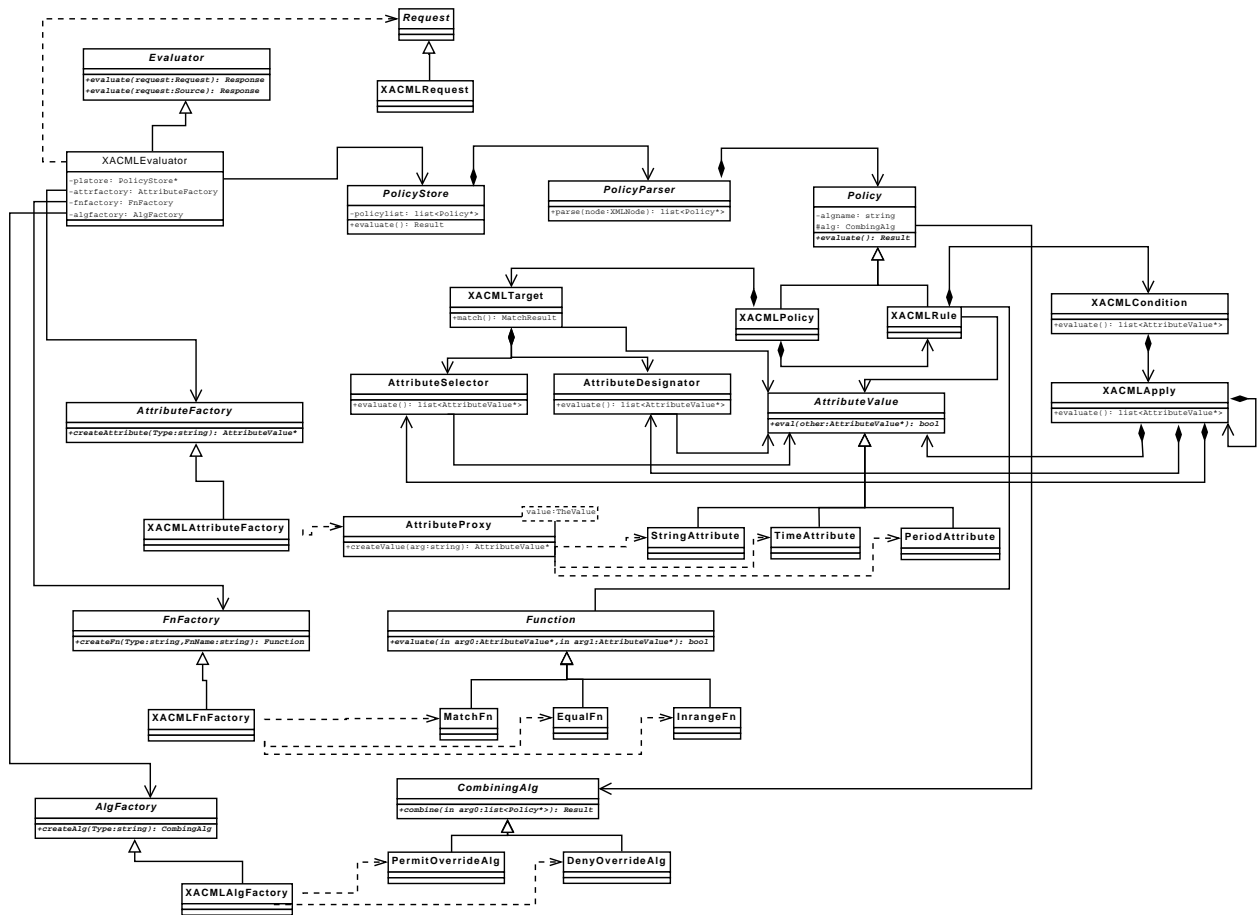 Request
Evaluator
+evaluate(request:Request): Response
+evaluate(request:Source): Response
XACMLRequest
XACMLEvaluator
-plstore: PolicyStore*
-attrfactory: AttributeFactory
-fnfactory: FnFactory
-algfactory: AlgFactory
PolicyStore
-policylist: list<Policy*>
+evaluate(): Result
PolicyParser
+parse(node:XMLNode): list<Policy*>
Policy
-algname: string
#alg: CombingAlg
+evaluate(): Result
XACMLTarget
+match(): MatchResult
XACMLPolicy
XACMLRule
XACMLCondition
+evaluate(): list<AttributeValue*>
AttributeSelector
+evaluate(): list<AttributeValue*>
AttributeDesignator
+evaluate(): list<AttributeValue*>
AttributeValue
+eval(other:AttributeValue*): bool
XACMLApply
+evaluate(): list<AttributeValue*>
AttributeFactory
+createAttribute(Type:string): AttributeValue*
XACMLAttributeFactory
value:TheValue
AttributeProxy
+createValue(arg:string): AttributeValue*
StringAttribute
TimeAttribute
PeriodAttribute
FnFactory
+createFn(Type:string,FnName:string): Function
Function
+evaluate(in arg0:AttributeValue*,in arg1:AttributeValue*): bool
XACMLFnFactory
MatchFn
EqualFn
InrangeFn
AlgFactory
+createAlg(Type:string): CombingAlg
CombiningAlg
+combine(in arg0:list<Policy*>): Result
XACMLAlgFactory
PermitOverrideAlg
DenyOverrideAlg